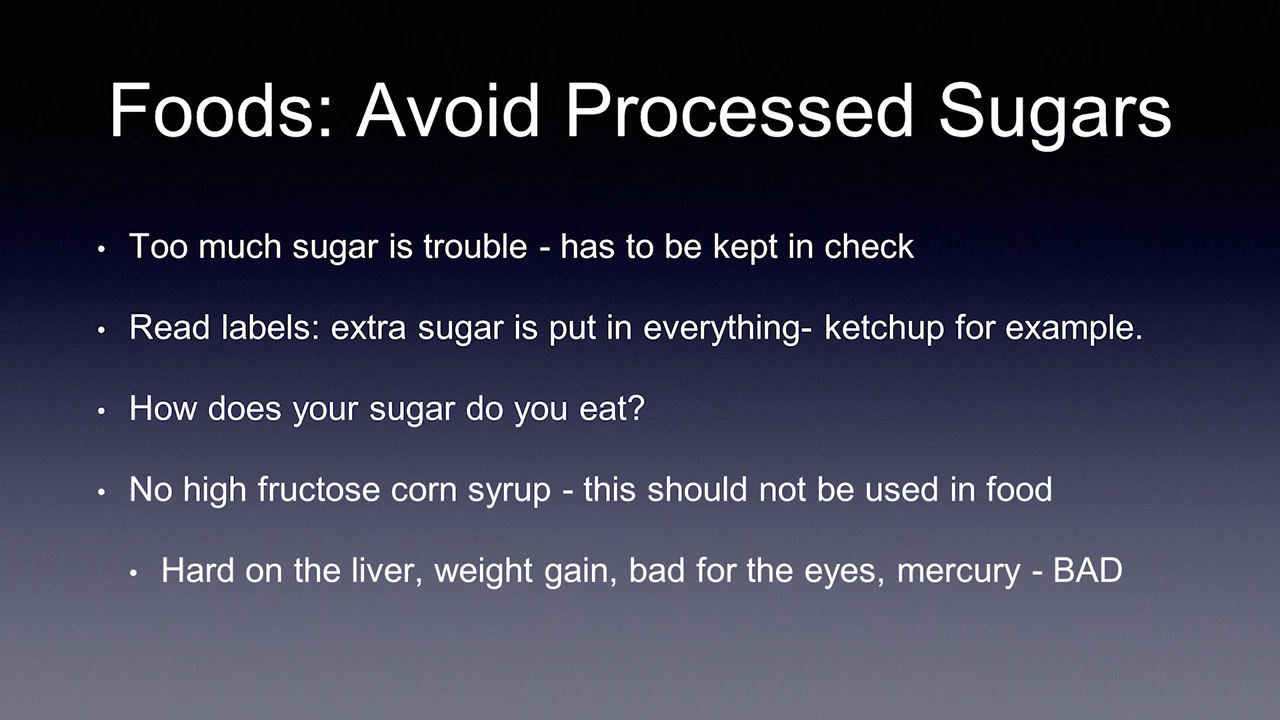 Foods: Avoid Processed Sugars
• Too much sugar is trouble - has to be kept in check
• Read labels: extra sugar is put in everything- ketchup for example.
• How does your sugar do you eat?
• No high fructose corn syrup - this should not be used in food
• Hard on the liver, weight gain, bad for the eyes, mercury - BAD